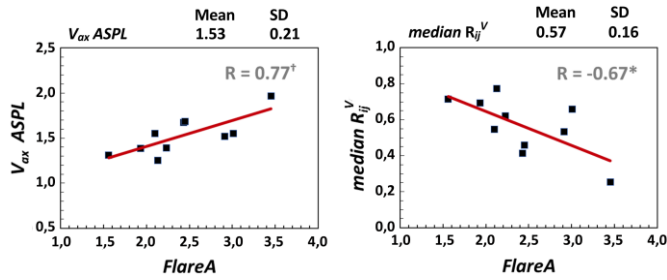 Mean SD
Vax ASPL 1.53 0.21
R = 0.77†
2,5
2,0
1,5
1,0
0,5
Vax ASPL
1,0 1,5 2,0 2,5 3,0 3,5 4,0
FlareA
Mean SD
median RijV 0.57 0.16
R = -0.67*
1,0
0,8
0,6
0,4
0,2
0,0
median RijV
1,0 1,5 2,0 2,5 3,0 3,5 4,0
FlareA